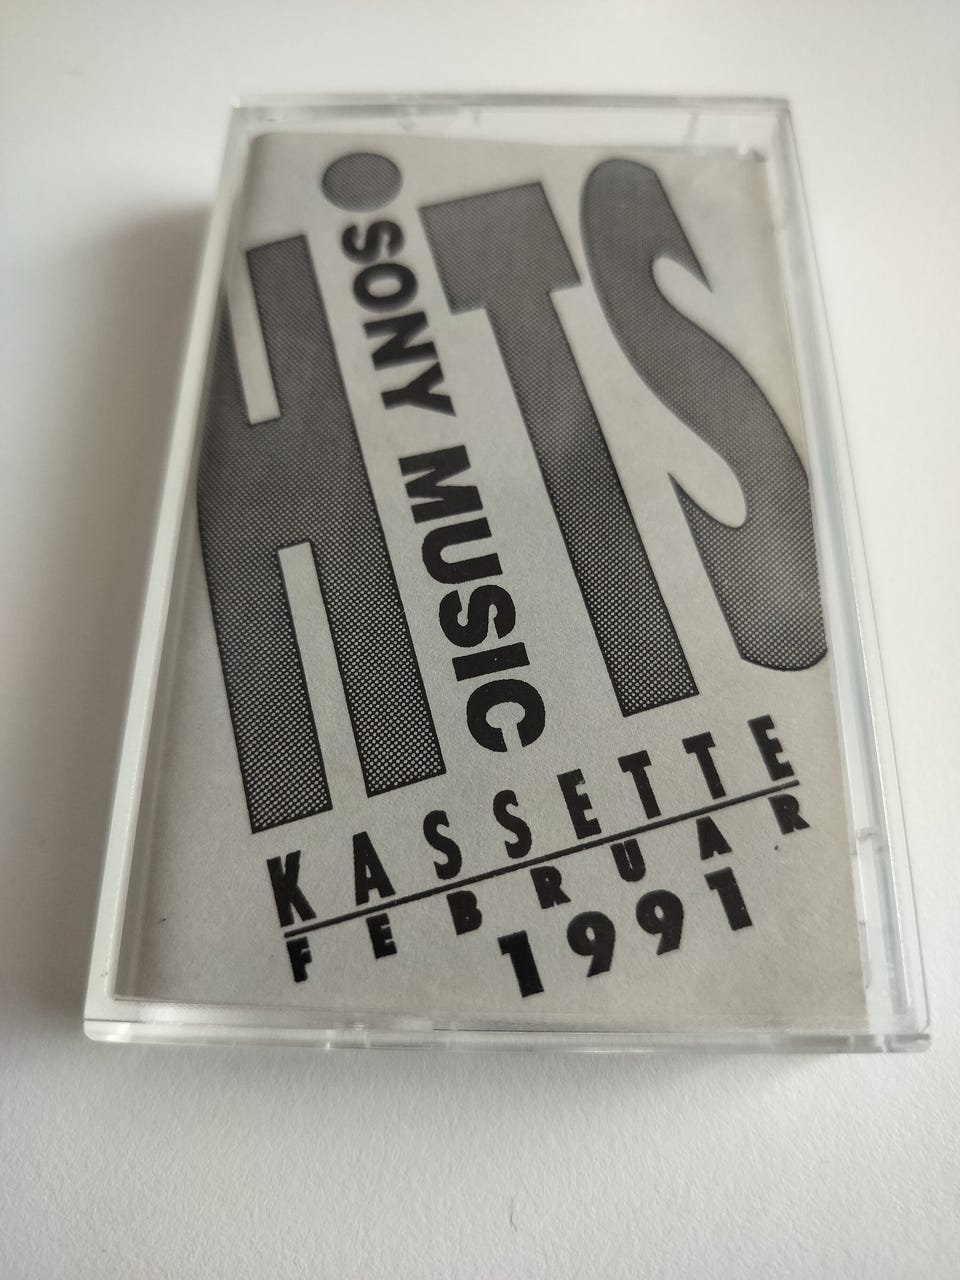 HiTS
SONY MUSIC
KASSETTE
FEBRUAR
1991